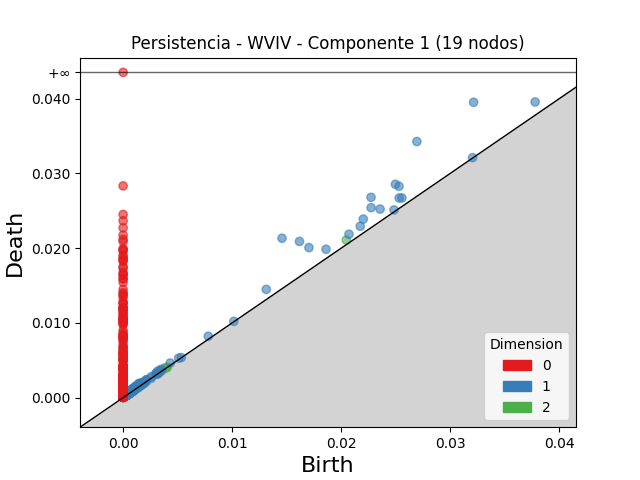 Persistencia - WVIV - Componente 1 (19 nodos)
+∞
0.040
0.030
0.020
0.010
0.000
Death
Dimension
0
1
2
0.00 0.01 0.02 0.03 0.04
Birth